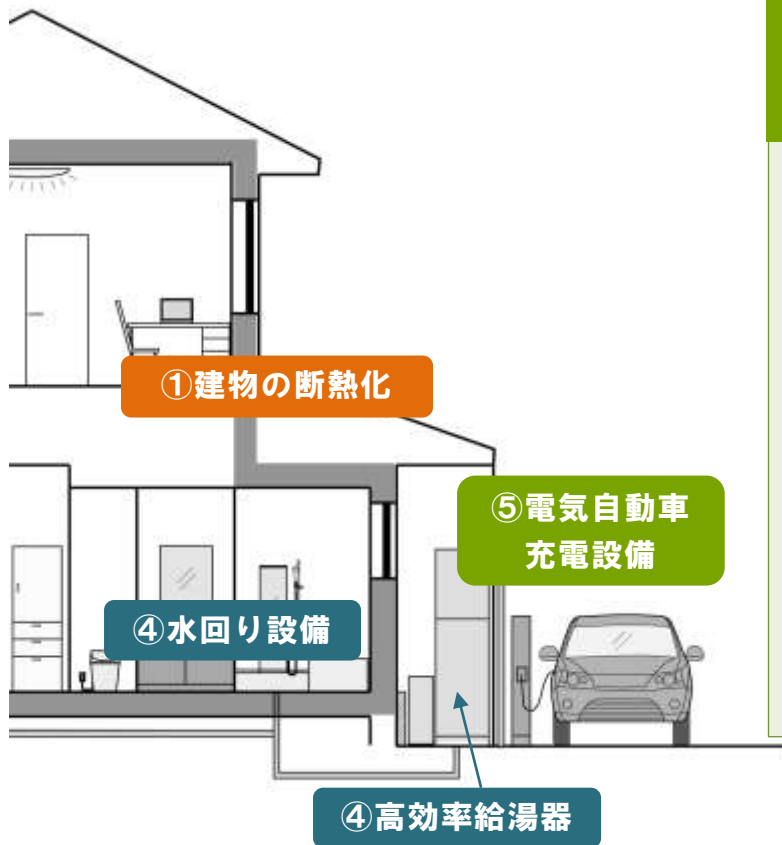 ①建物の断熱化
⑤電気自動車
充電設備
④水回り設備
④高効率給湯器